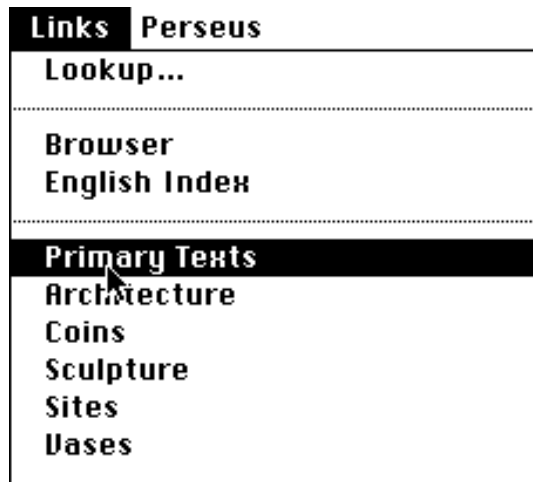 Links Perseus
Lookup...
Browser
English Index
Primary Texts
Architecture
Coins
Sculpture
Sites
Vases